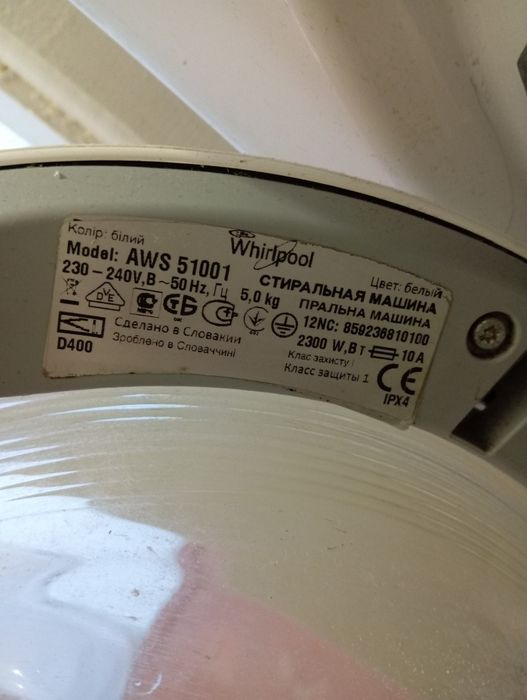 Колір: білий
Whirlpool
Цвет: белый
Model: AWS 51001
СТИРАЛЬНАЯ МАШИНА
230-240V,В~50 Hz, Гц
5,0 kg
ПРАЛЬНА МАШИНА
12NC: 859236810100
2300 W,Вт
10 A
Сделано в Словакии
Зроблено в Словаччині
Клас захисту I
Класс защиты 1
D400
CE
IPX4